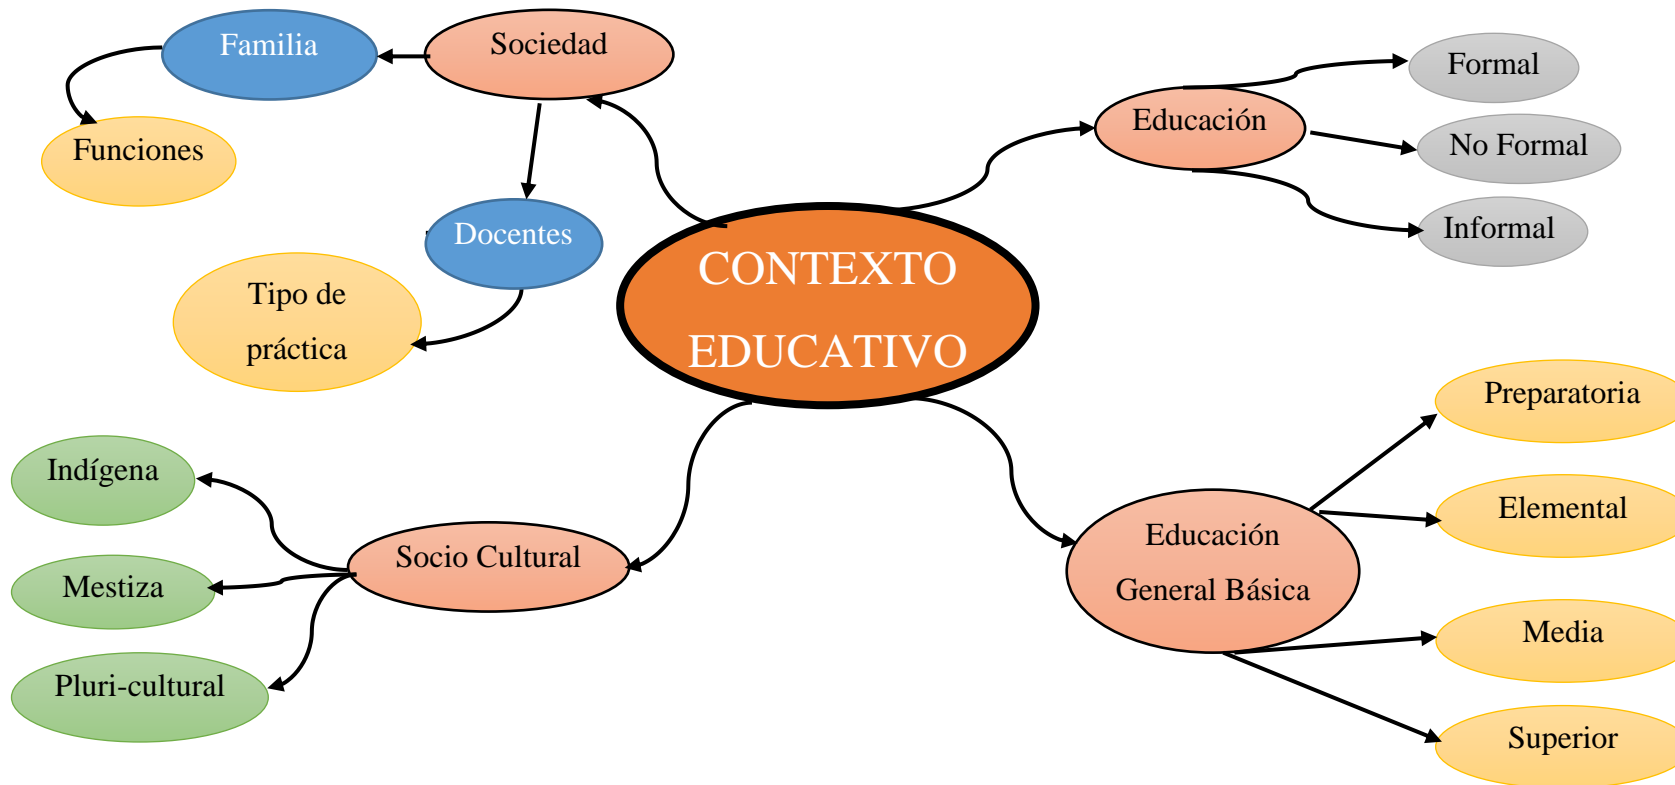 Familia
Sociedad
Funciones
Docentes
Tipo de
práctica
Formal
Educación
No Formal
Informal
CONTEXTO
EDUCATIVO
Indígena
Socio Cultural
Mestiza
Pluri-cultural
Preparatoria
Elemental
Educación
General Básica
Media
Superior